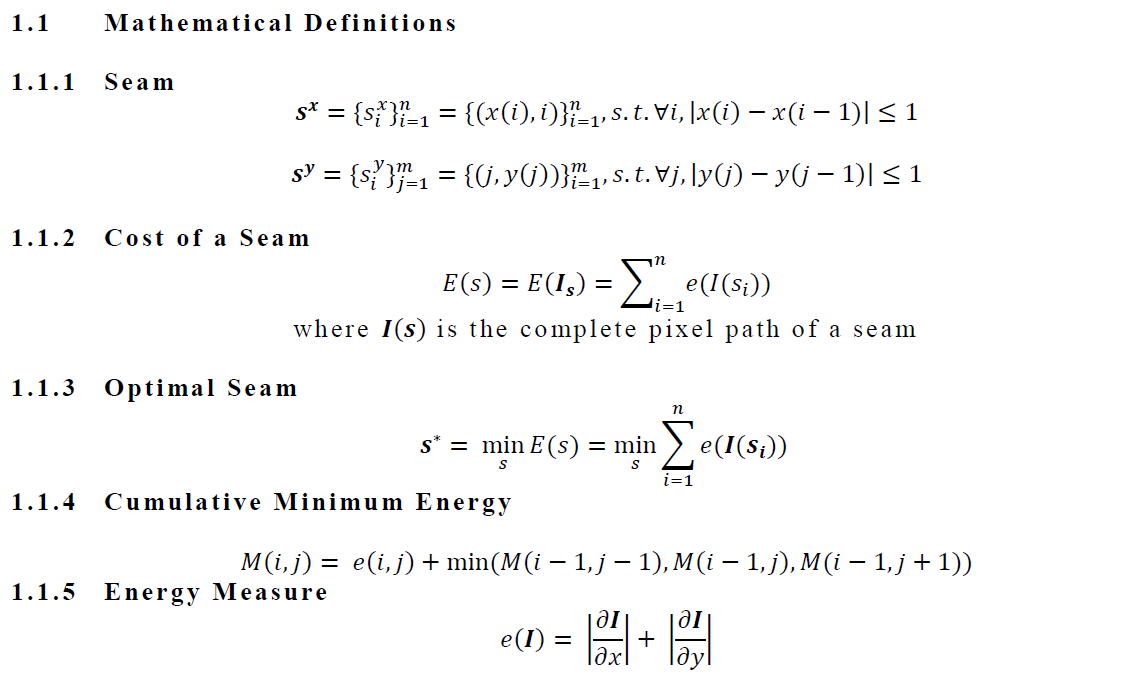 1.1 Mathematical Definitions
1.1.1 Seam
s^x = {s_i^x}_{i=1}^n = {(x(i), i)}_{i=1}^n, s.t. ∀i, |x(i) − x(i − 1)| ≤ 1
s^y = {s_i^y}_{j=1}^m = {(j, y(j))}_{i=1}^m, s.t. ∀j, |y(j) − y(j − 1)| ≤ 1
1.1.2 Cost of a Seam
E(s) = E(I_s) = ∑_{i=1}^n e(I(s_i))
where I(s) is the complete pixel path of a seam
1.1.3 Optimal Seam
s* = min_s E(s) = min_s ∑_{i=1}^n e(I(s_i))
1.1.4 Cumulative Minimum Energy
M(i, j) = e(i, j) + min(M(i − 1, j − 1), M(i − 1, j), M(i − 1, j + 1))
1.1.5 Energy Measure
e(I) = |∂I/∂x| + |∂I/∂y|